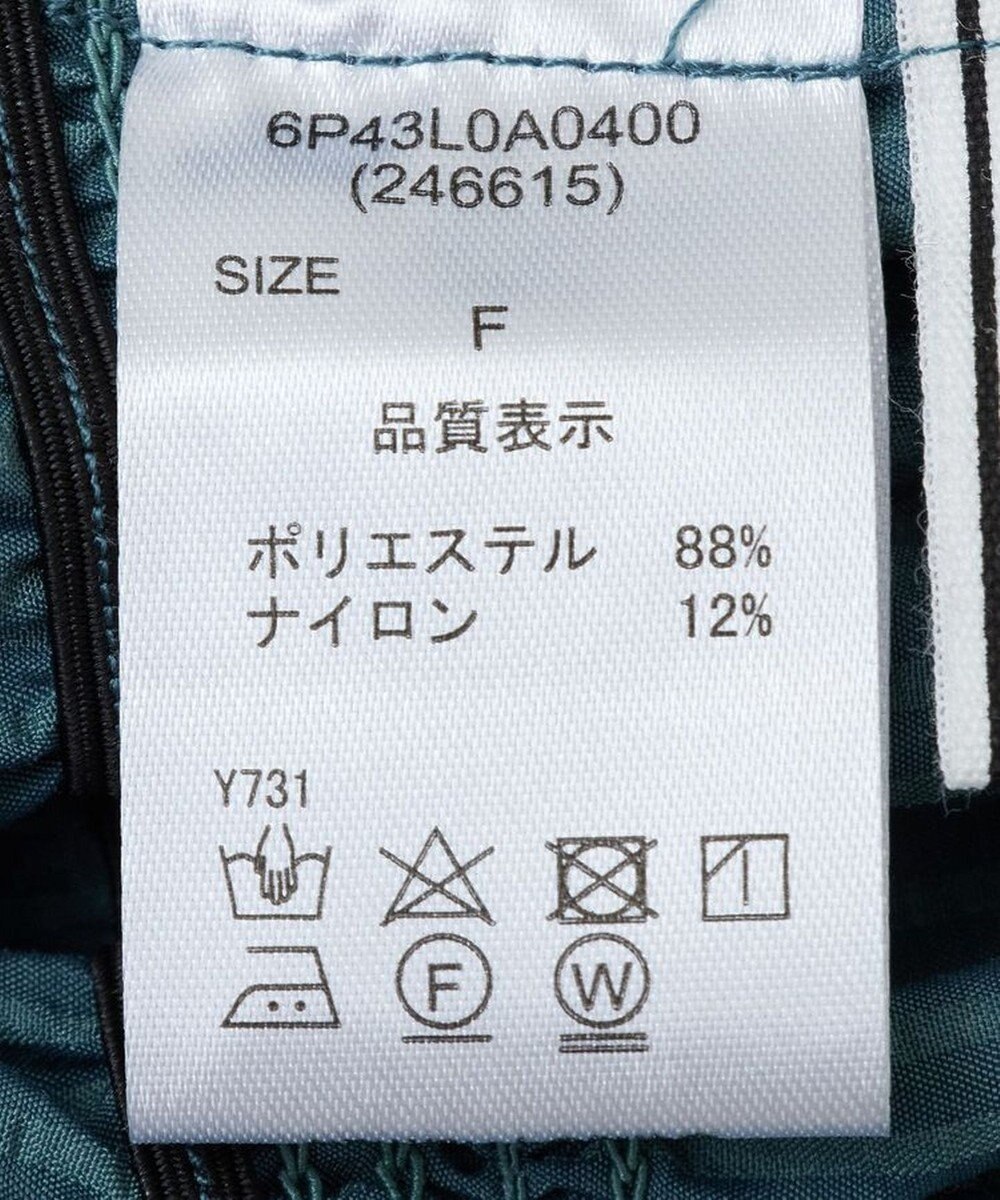 6P43L0A0400
(246615)
SIZE
F
品質表示
ポリエステル 88%
ナイロン 12%
Y731
F W